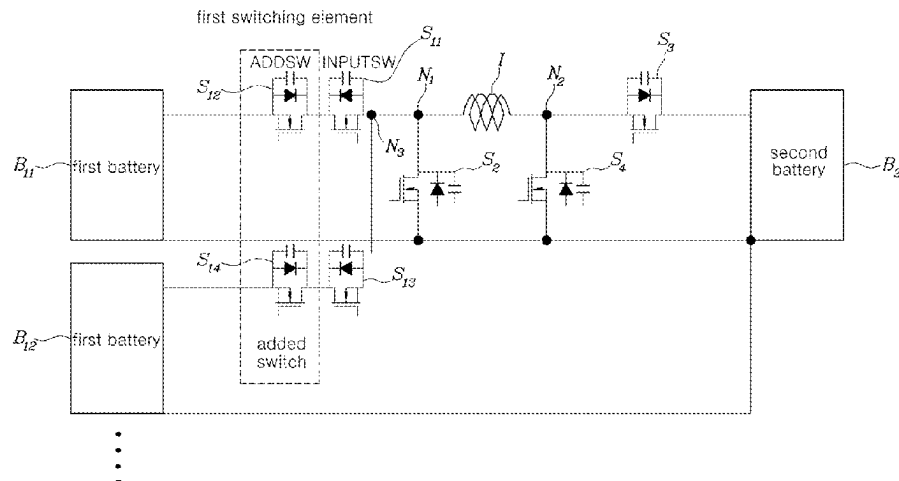 first switching element
ADDSW INPUTSW S11
S12
N1
l
N2
S3
B11
first battery
N3
S2
S4
second
battery
B2
S14
S13
B12
first battery
added
switch